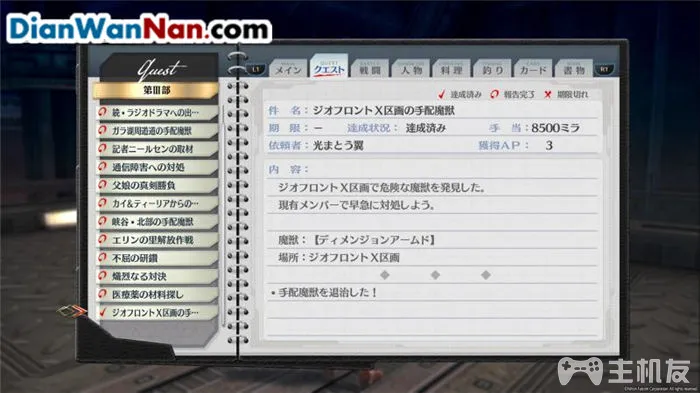 DianWanNan.com
Quest
L1 メイン クエスト 戦闘 人物 料理 釣り カード 書物 R1
第III部
達成済み 報告完了 期限切れ
続・ラジオドラマへの出…
ガラ湖周遊道の手配魔獣
記者ニールセンの取材
通信障害への対処
父娘の真剣勝負
カイ&ティーリアからの…
峡谷・北部の手配魔獣
エリンの里解放作戦
不屈の研鑽
熾烈なる対決
医療薬の材料探し
ジオフロントX区画の手…
件 名：ジオフロントX区画の手配魔獣
期 限：－ 達成状況：達成済み 手 当：8500ミラ
依頼者：光まとう翼 獲得AP：3
内 容：
ジオフロントX区画で危険な魔獣を発見した。
現有メンバーで早急に対処しよう。
魔獣：【ディメンジョンアームド】
場所：ジオフロントX区画
・手配魔獣を退治した！
主机友
©Nihon Falcom Corporation. All rights reserved.